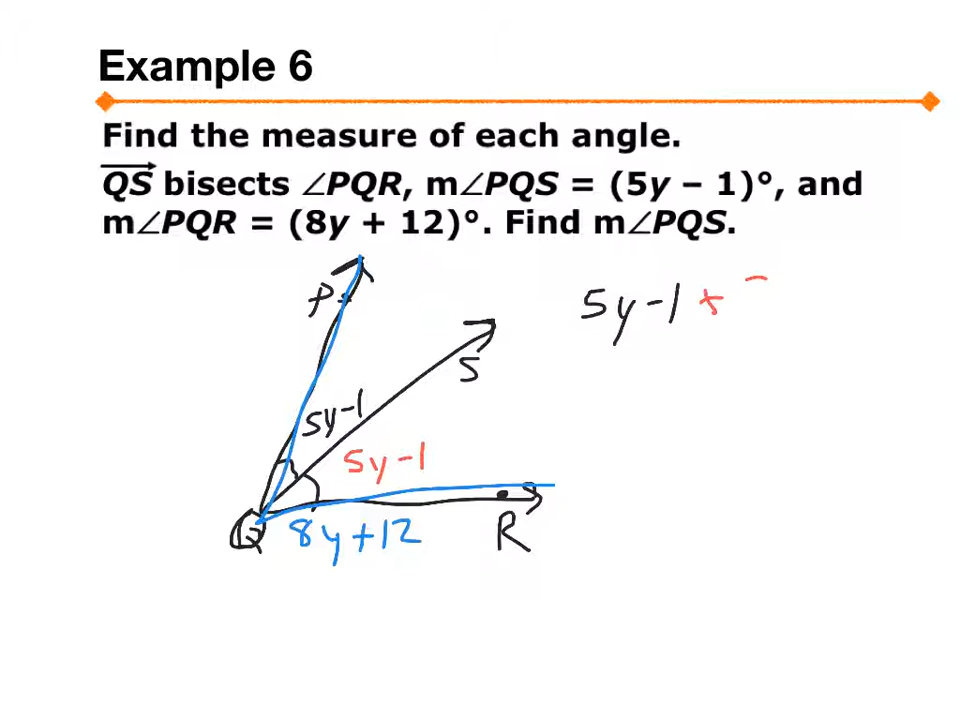 Example 6
Find the measure of each angle.
QS bisects ∠PQR, m∠PQS = (5y – 1)°, and
m∠PQR = (8y + 12)°. Find m∠PQS.
P
5y-1 +
S
5y-1
5y-1
Q
8y+12
R